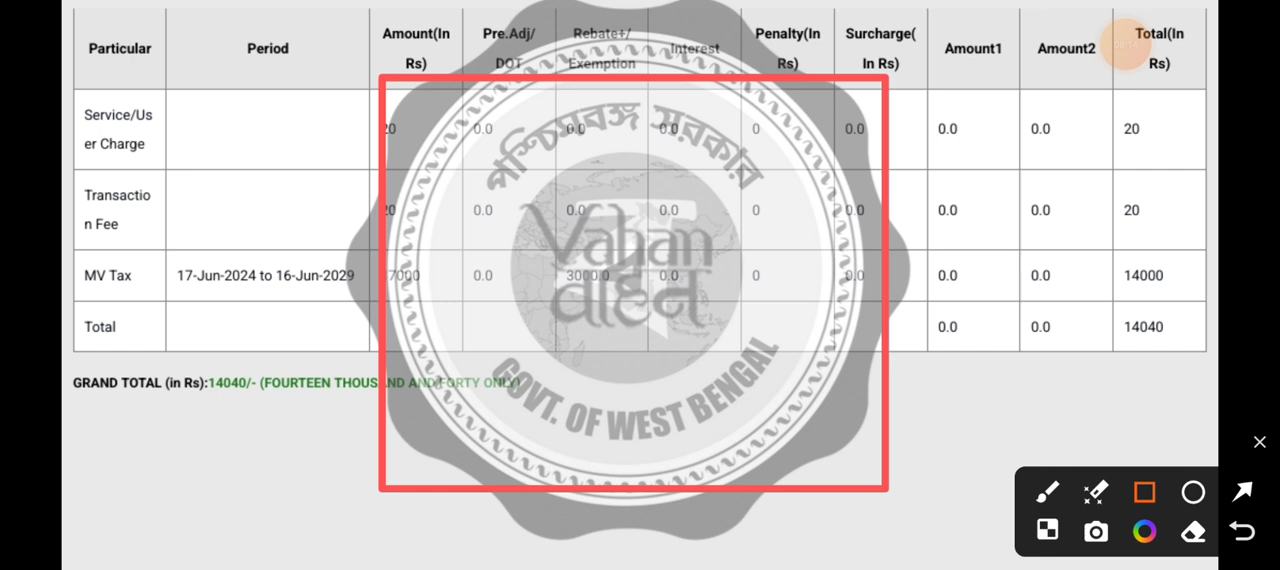 Particular Period Amount(In Rs) Pre.Adj/ DOT Rebate+/ Exemption Interest Penalty(In Rs) Surcharge( In Rs) Amount1 Amount2 Total(In Rs)
Service/Us er Charge 20 0.0 0.0 0.0 0 0.0 0.0 0.0 20
Transactio n Fee 20 0.0 0.0 0.0 0 0.0 0.0 0.0 20
MV Tax 17-Jun-2024 to 16-Jun-2029 17000 0.0 3000.0 0.0 0 0.0 0.0 0.0 14000
Total 0.0 0.0 14040
GRAND TOTAL (in Rs):14040/- (FOURTEEN THOUSAND AND FORTY ONLY)
পশ্চিমবঙ্গ সরকার
Vahan
वाहन
GOVT. OF WEST BENGAL